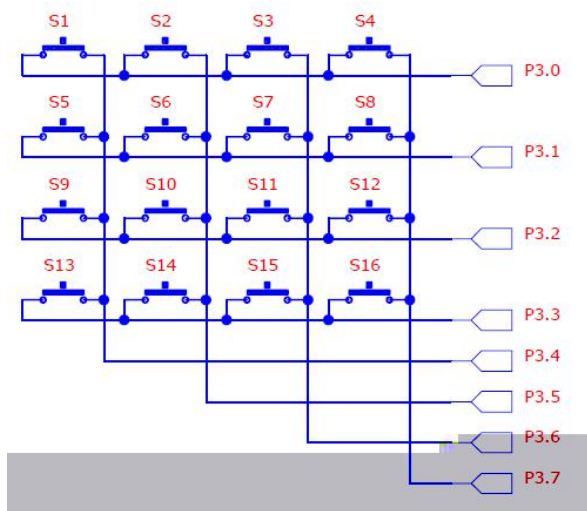 S1 S2 S3 S4
P3.0
S5 S6 S7 S8
P3.1
S9 S10 S11 S12
P3.2
S13 S14 S15 S16
P3.3
P3.4
P3.5
P3.6
P3.7